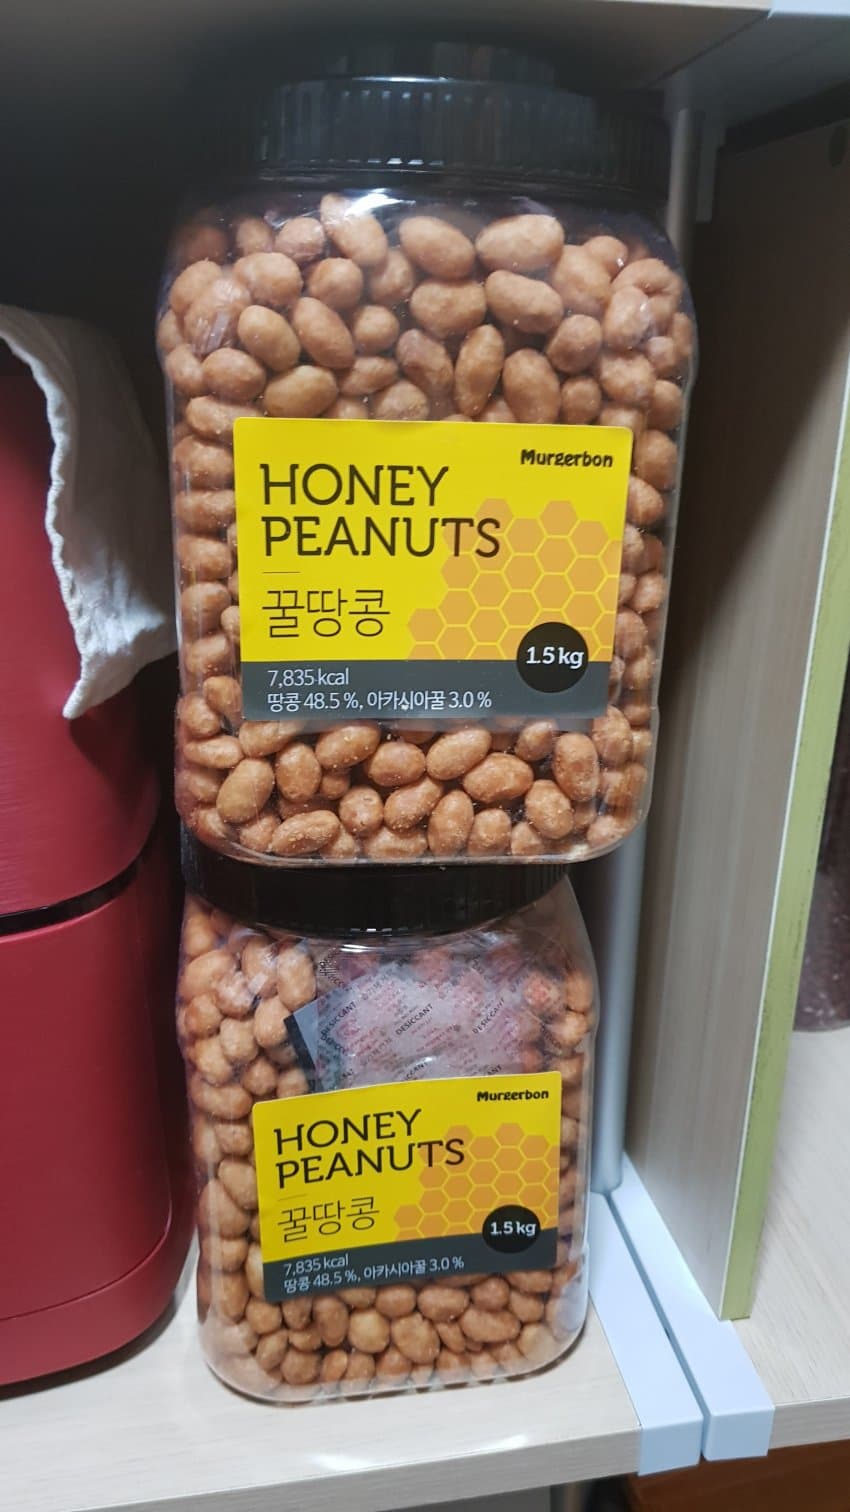 Murgerbon
HONEY
PEANUTS
꿀땅콩
1.5 kg
7,835 kcal
땅콩 48.5 %, 아카시아꿀 3.0 %
DESICCANT
DESICCANT
DESICCANT
Murgerbon
HONEY
PEANUTS
꿀땅콩
1.5 kg
7,835 kcal
땅콩 48.5 %, 아카시아꿀 3.0 %